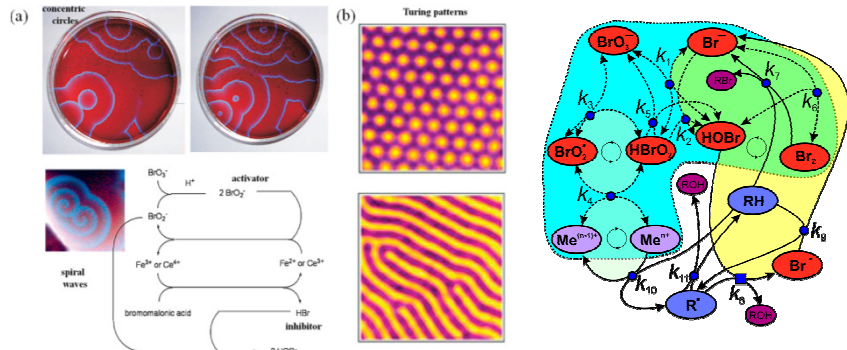 (a)
concentric
circles
(b)
Turing patterns
BrO₃⁻
H⁺
activator
2 BrO₂⁻
BrO₂⁻
spiral
waves
Fe³⁺ or Ce⁴⁺
Fe²⁺ or Ce³⁺
bromomalonic acid
HBr
inhibitor
BrO₃⁻
Br⁻
k₁
RBr
k₇
k₃
k₅
k₂
k₆
BrO₂•
HBrO₂
HOBr
Br₂
k₄
ROH
RH
Me⁽ⁿ⁺¹⁾⁺
Meⁿ⁺
k₉
k₁₀
k₁₁
k₈
Br•
R•
ROH